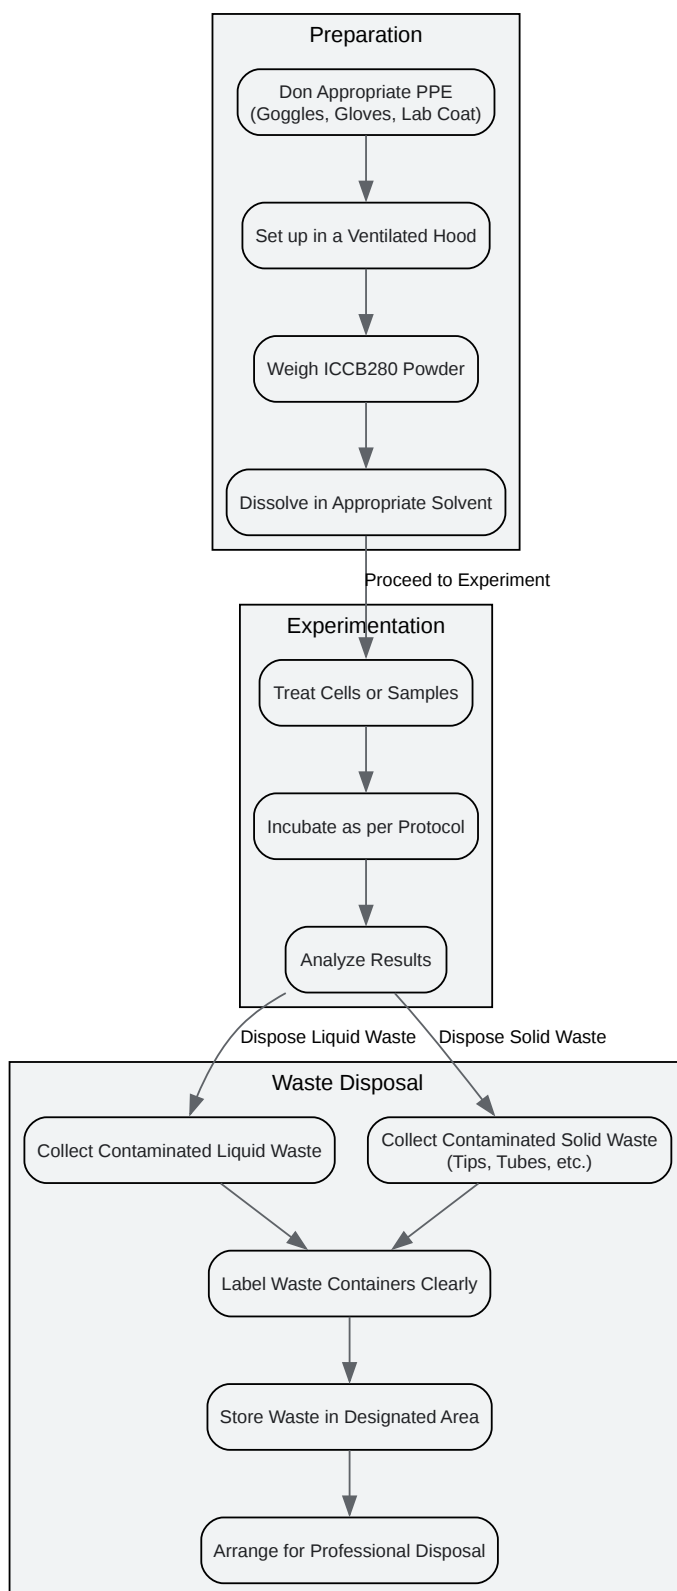 Preparation
Don Appropriate PPE
(Goggles, Gloves, Lab Coat)
Set up in a Ventilated Hood
Weigh ICCB280 Powder
Dissolve in Appropriate Solvent
Proceed to Experiment
Experimentation
Treat Cells or Samples
Incubate as per Protocol
Analyze Results
Dispose Liquid Waste
Dispose Solid Waste
Waste Disposal
Collect Contaminated Liquid Waste
Collect Contaminated Solid Waste
(Tips, Tubes, etc.)
Label Waste Containers Clearly
Store Waste in Designated Area
Arrange for Professional Disposal